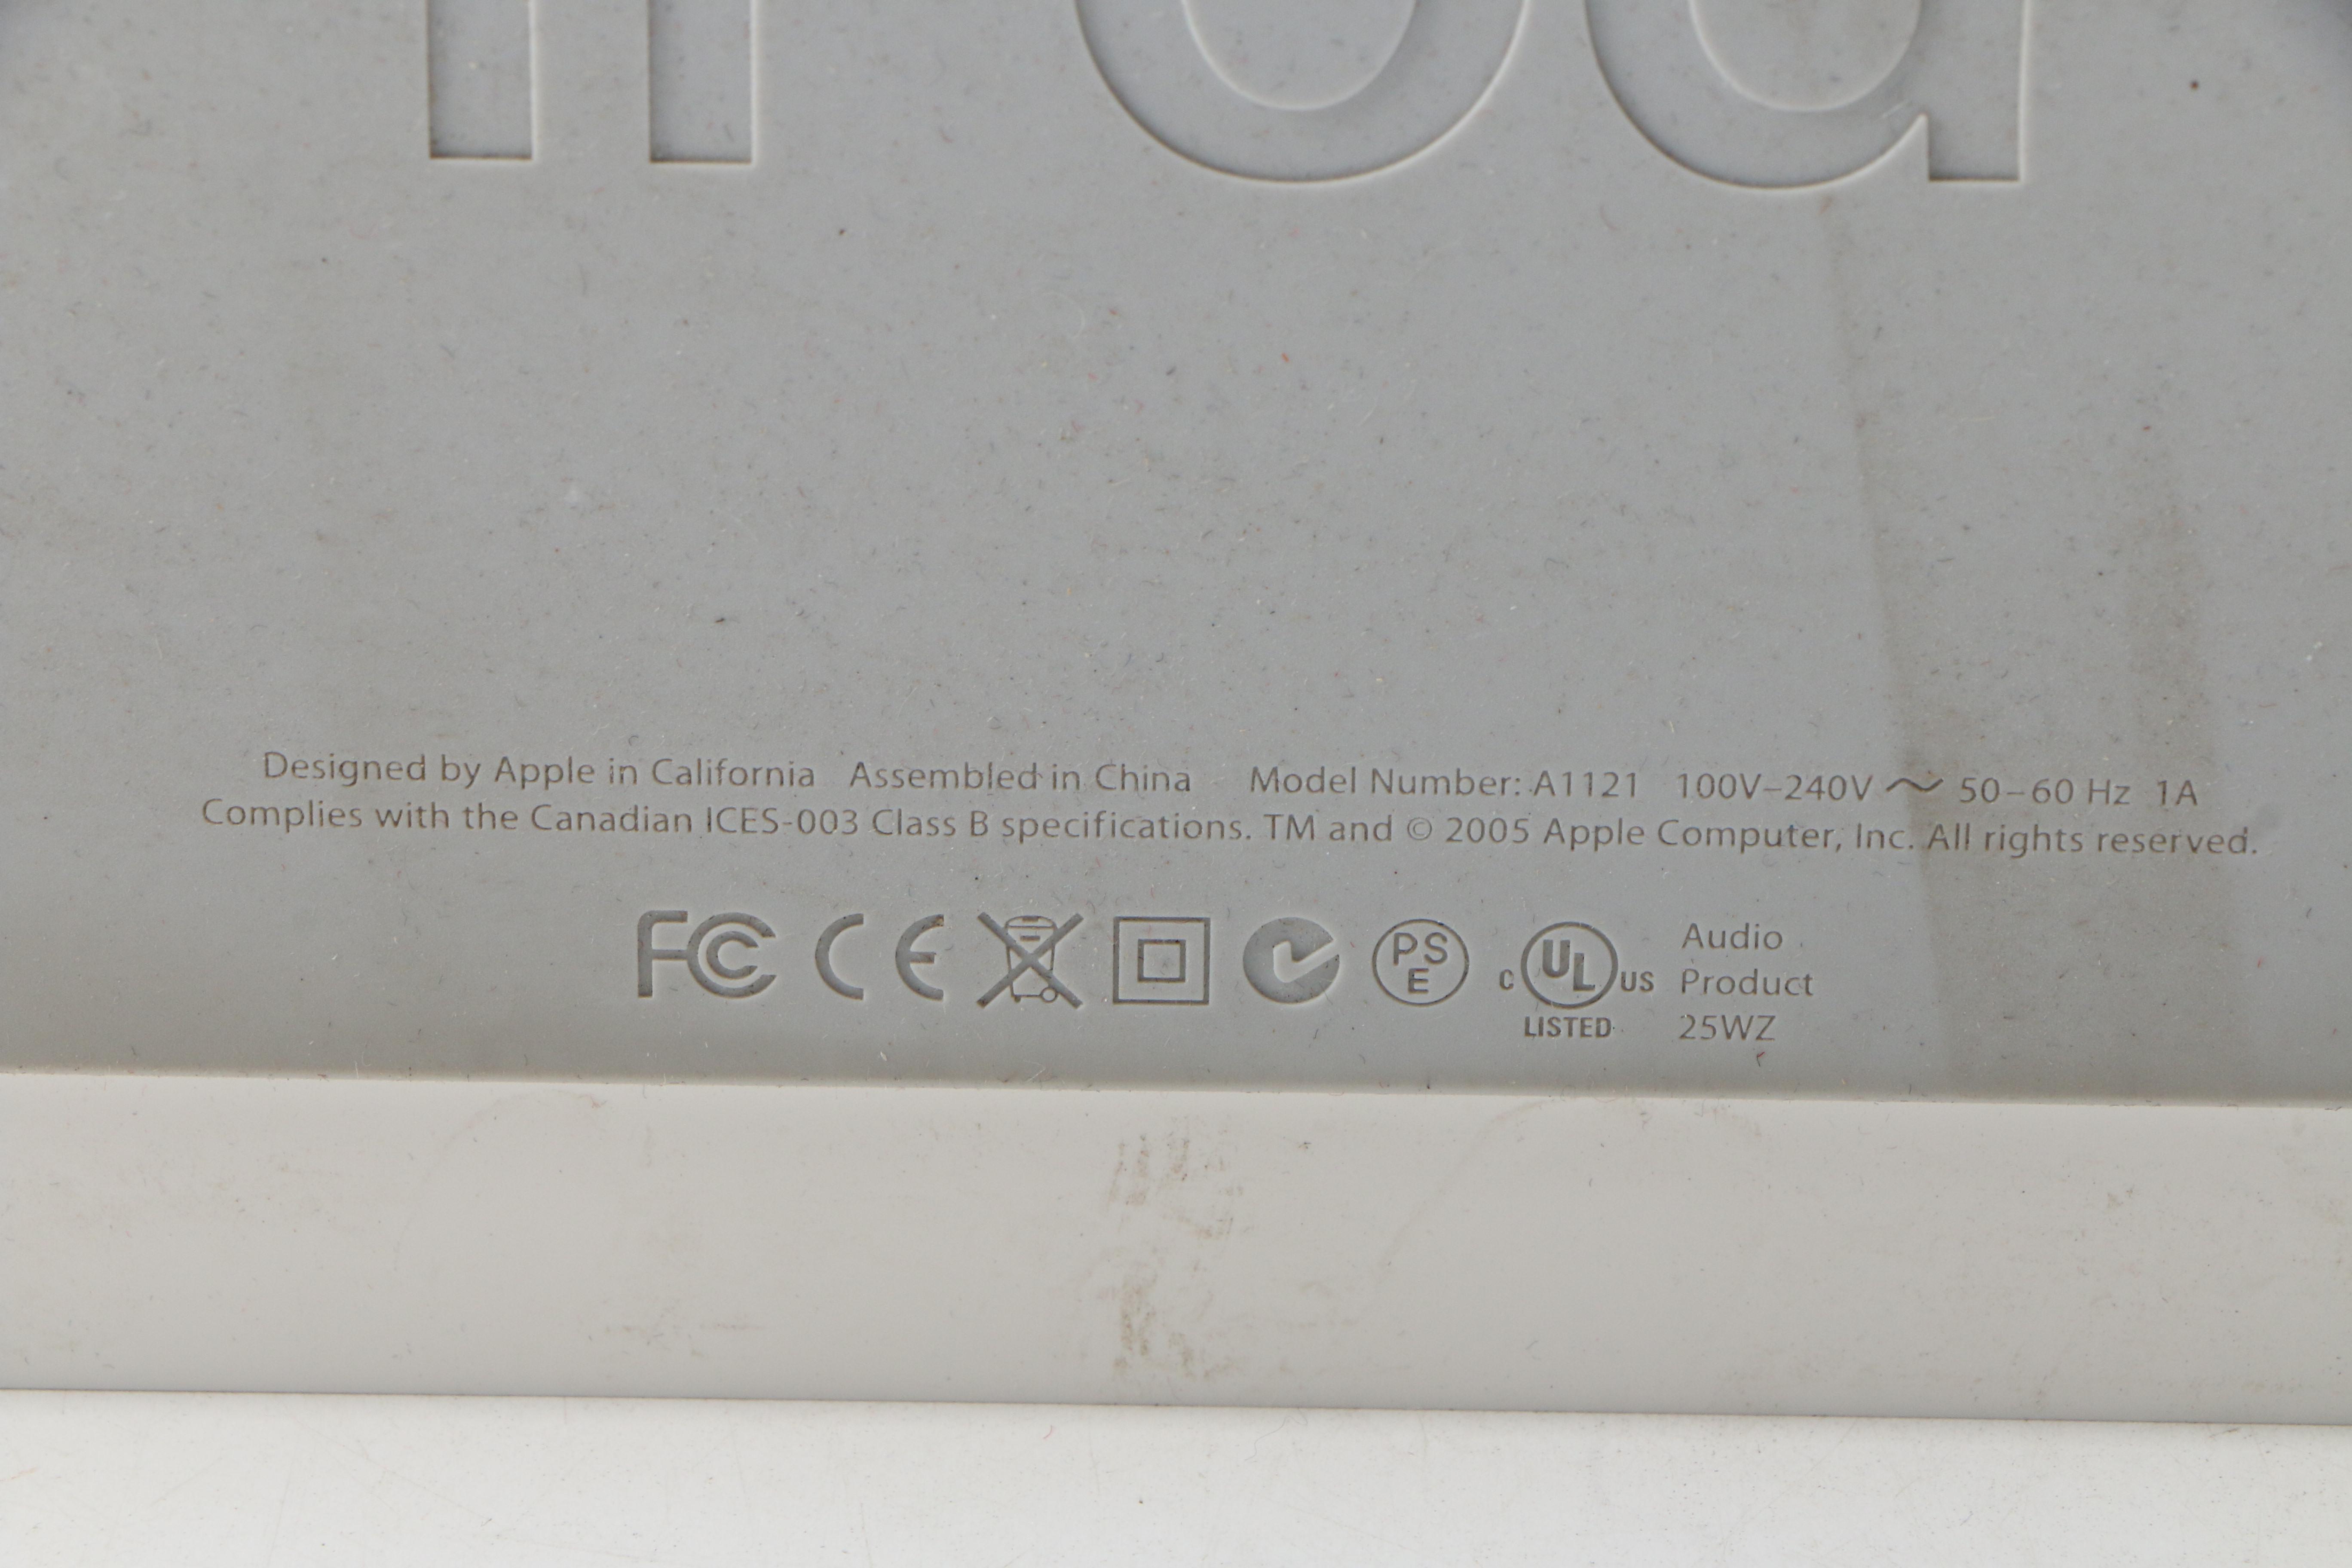 Designed by Apple in California Assembled in China Model Number: A1121 100V–240V ~ 50–60 Hz 1A
Complies with the Canadian ICES-003 Class B specifications. TM and © 2005 Apple Computer, Inc. All rights reserved.
FC CE PSE c UL US LISTED
Audio
Product
25WZ